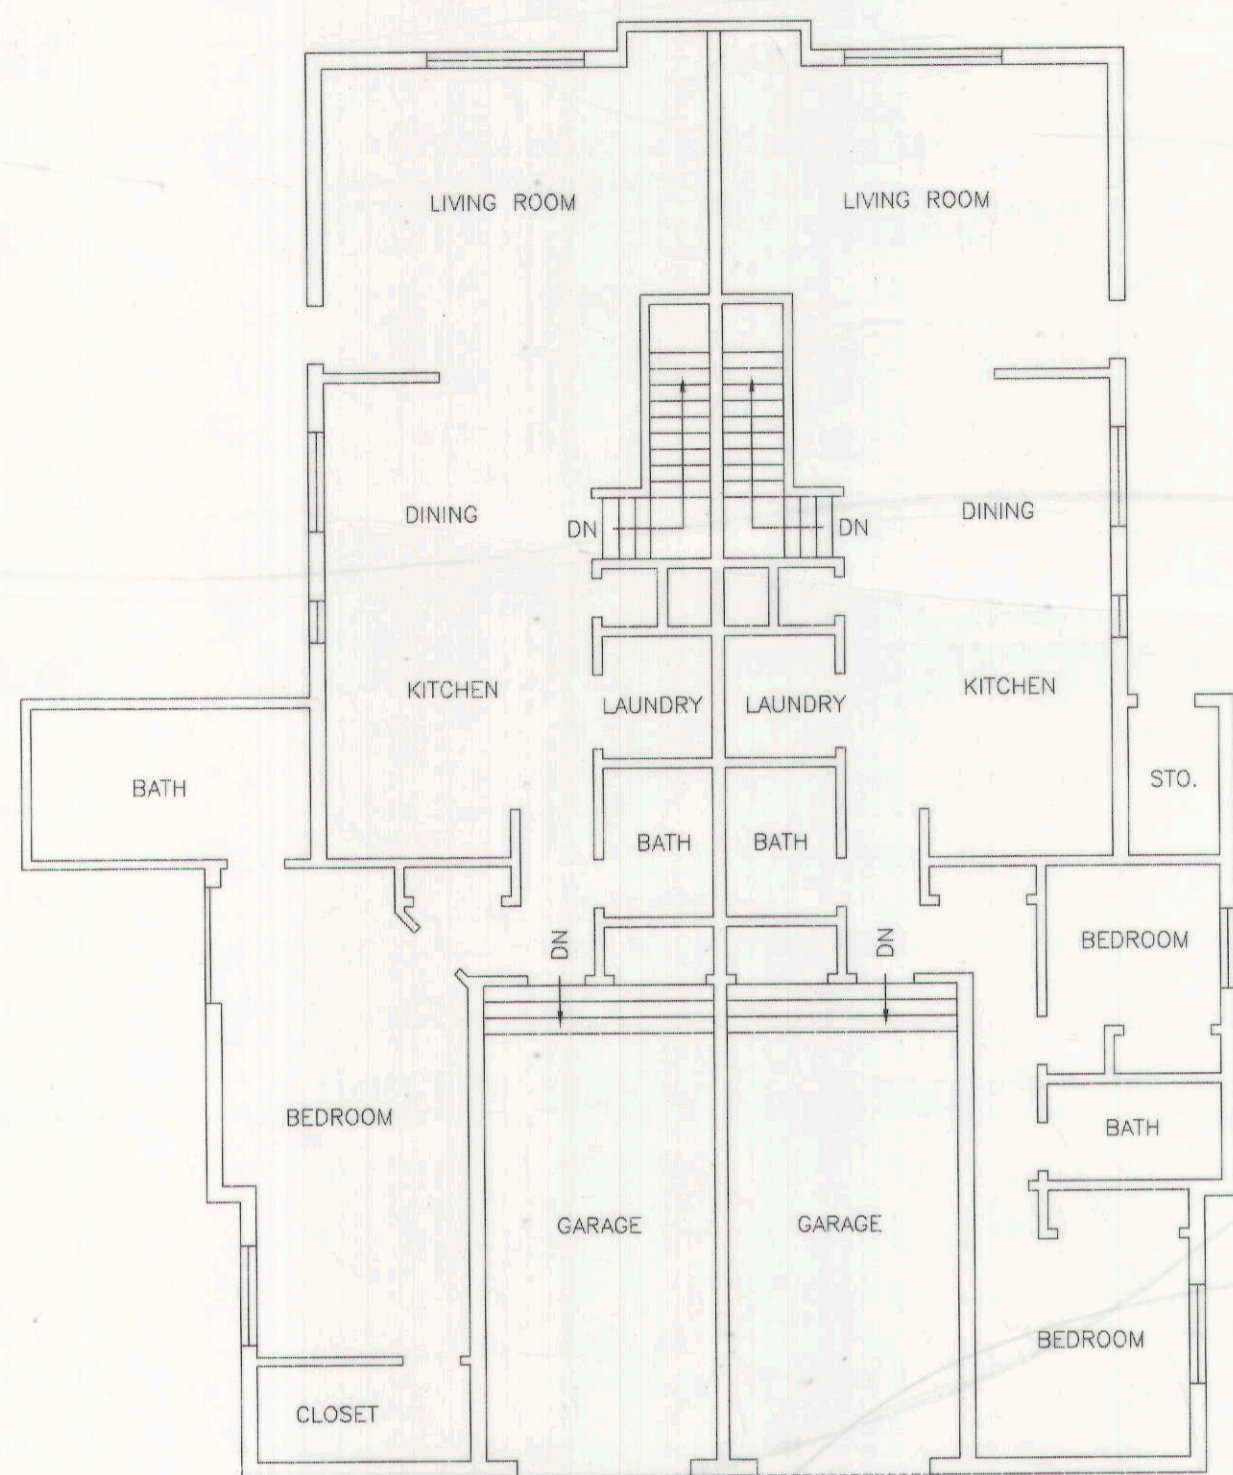 LIVING ROOM
LIVING ROOM
DINING
DN
DN
DINING
KITCHEN
LAUNDRY
LAUNDRY
KITCHEN
BATH
STO.
BATH
BATH
DN
DN
BEDROOM
BEDROOM
BATH
GARAGE
GARAGE
BEDROOM
CLOSET